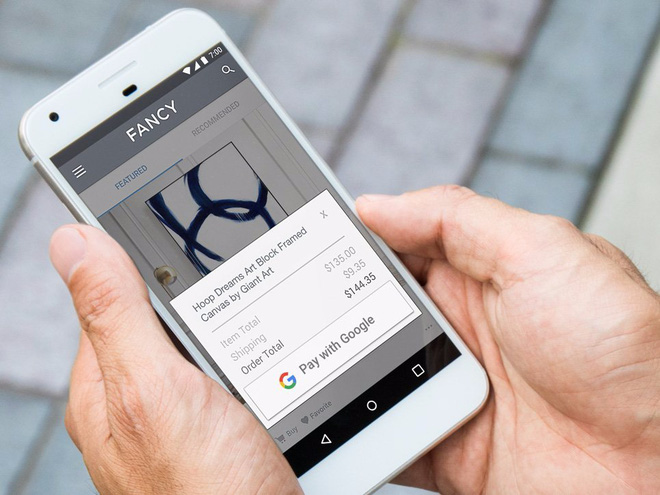 7:00
FANCY
FEATURED
RECOMMENDED
X
Hoop Dreams Art Block Framed
Canvas by Giant Art
Item Total $135.00
Shipping $9.35
Order Total $144.35
G Pay with Google
Buy Favorite